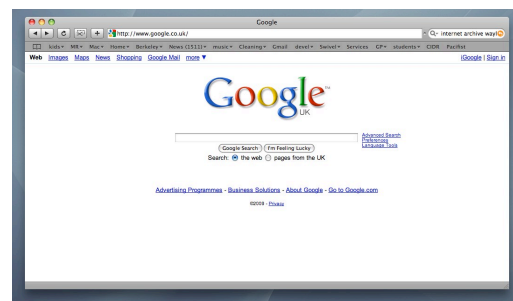 Google
http://www.google.co.uk/
internet archive wayt
kids MR Mac Home Berkeley News (1511) music Cleaning Gmail devel Swivel Services GP students CIDR Pacifist
Web Images Maps News Shopping Google Mail more ▼
iGoogle | Sign in
Google™
UK
Advanced Search
Preferences
Language Tools
Google Search I'm Feeling Lucky
Search: the web pages from the UK
Advertising Programmes - Business Solutions - About Google - Go to Google.com
©2009 - Privacy